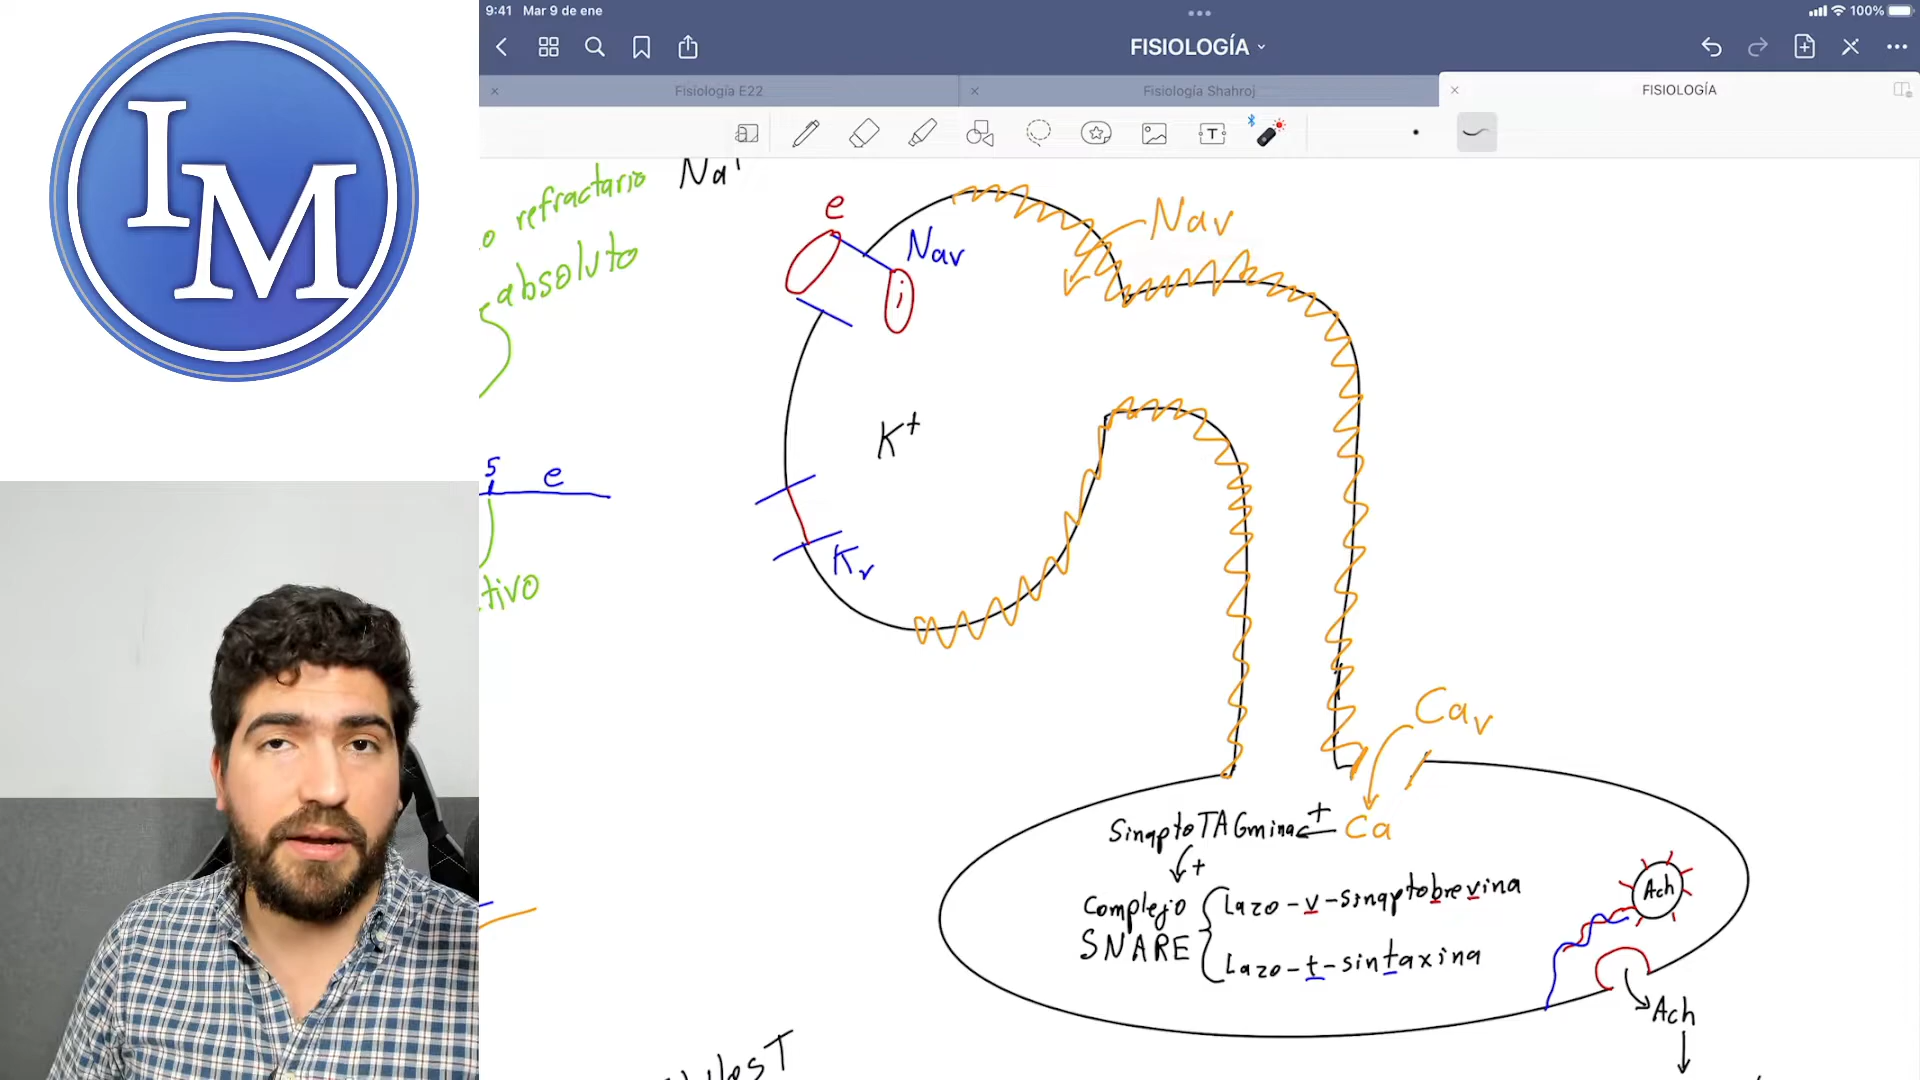 IM
9:41 Mar 9 de ene
100%
FISIOLOGÍA
Fisiología E22
Fisiología Shahroj
FISIOLOGÍA
T
o refractario
absoluto
Na+
e
Nav
i
Nav
K+
5
e
Kv
tivo
Cav
SinaptoTAGmina
+
Ca
+
Complejo
SNARE
Lazo-v-sinaptobrevina
Lazo-t-sintaxina
Ach
Ach
T